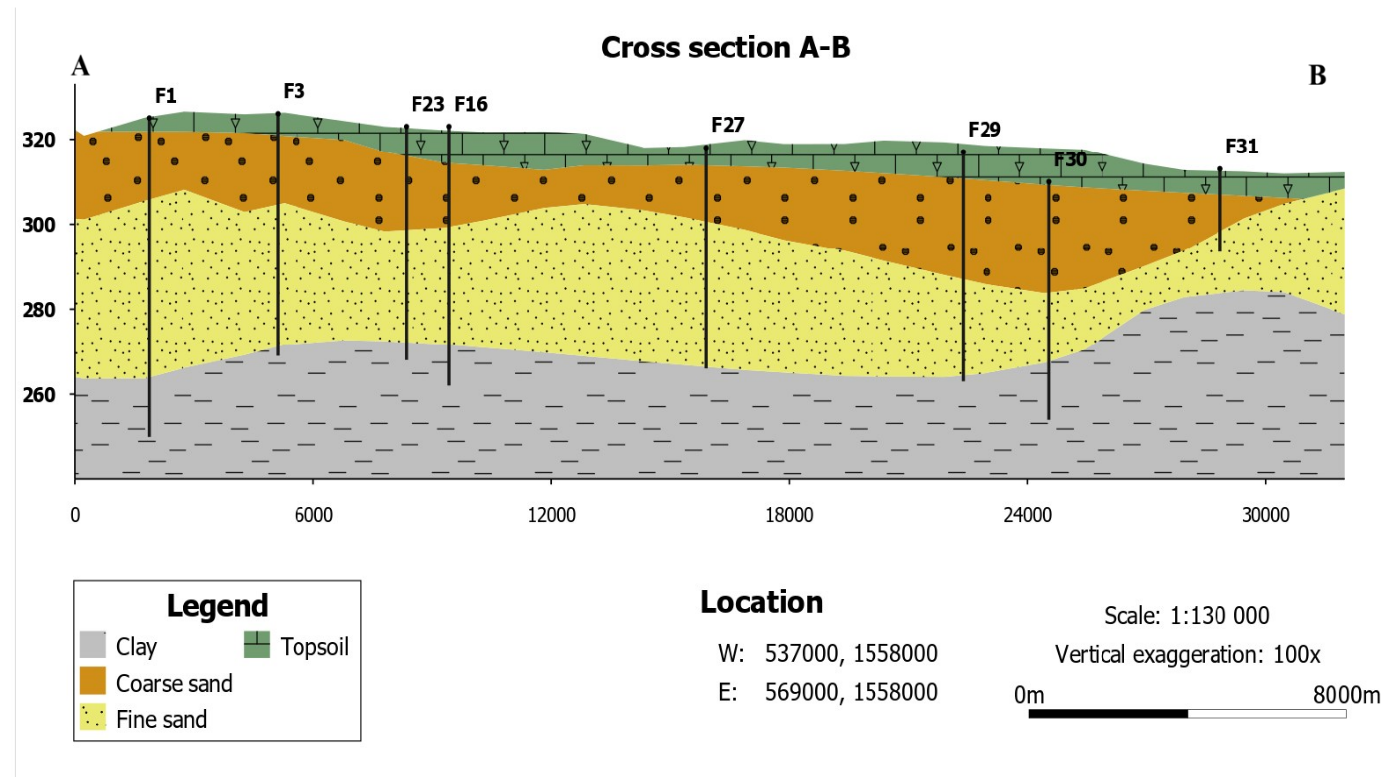 Cross section A-B
A
B
F1
F3
F23
F16
F27
F29
F30
F31
320
300
280
260
0
6000
12000
18000
24000
30000
Legend
Clay
Topsoil
Coarse sand
Fine sand
Location
W: 537000, 1558000
E: 569000, 1558000
Scale: 1:130 000
Vertical exaggeration: 100x
0m 8000m